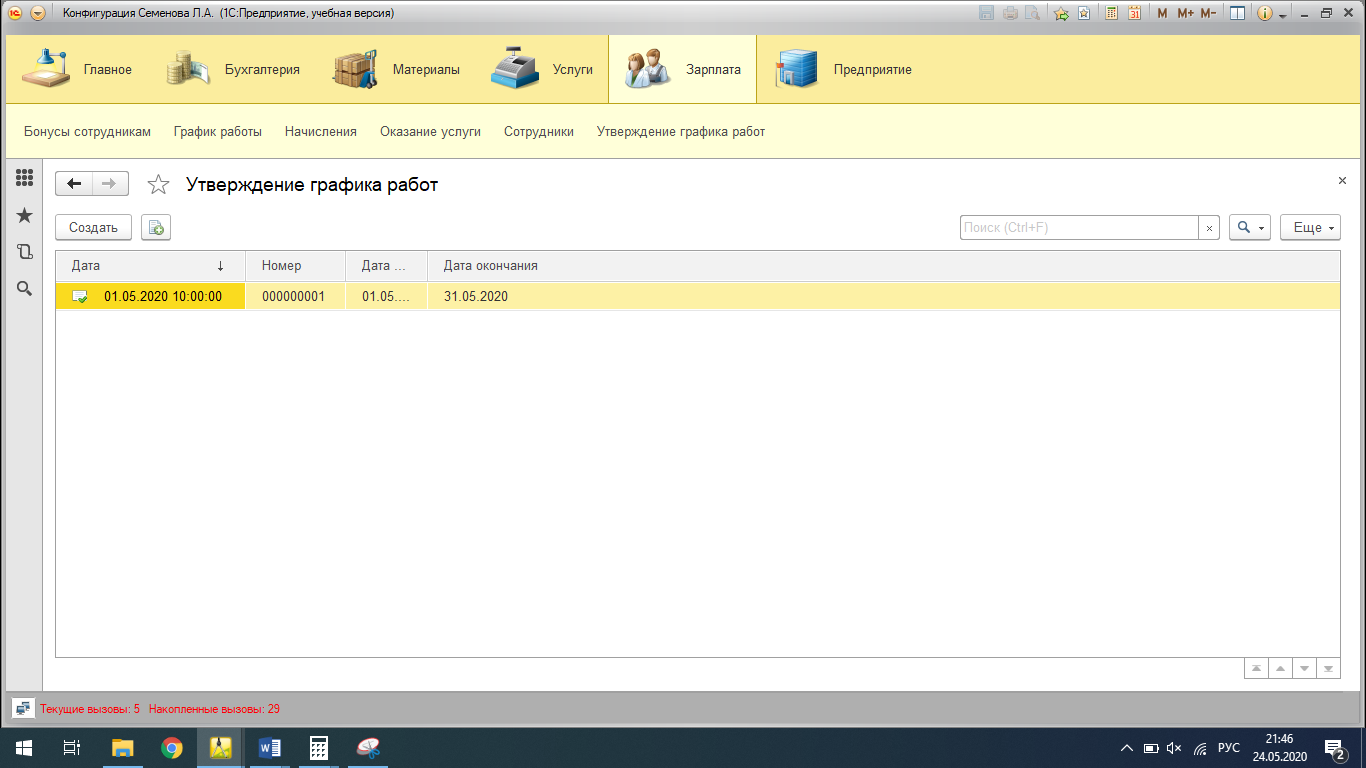 Конфигурация Семенова Л.А. (1С:Предприятие, учебная версия)
M M+ M-
Главное Бухгалтерия Материалы Услуги Зарплата Предприятие
Бонусы сотрудникам График работы Начисления Оказание услуги Сотрудники Утверждение графика работ
Утверждение графика работ
Создать Поиск (Ctrl+F) Еще
Дата Номер Дата ... Дата окончания
01.05.2020 10:00:00 000000001 01.05.... 31.05.2020
Текущие вызовы: 5 Накопленные вызовы: 29
РУС
21:46
24.05.2020
2